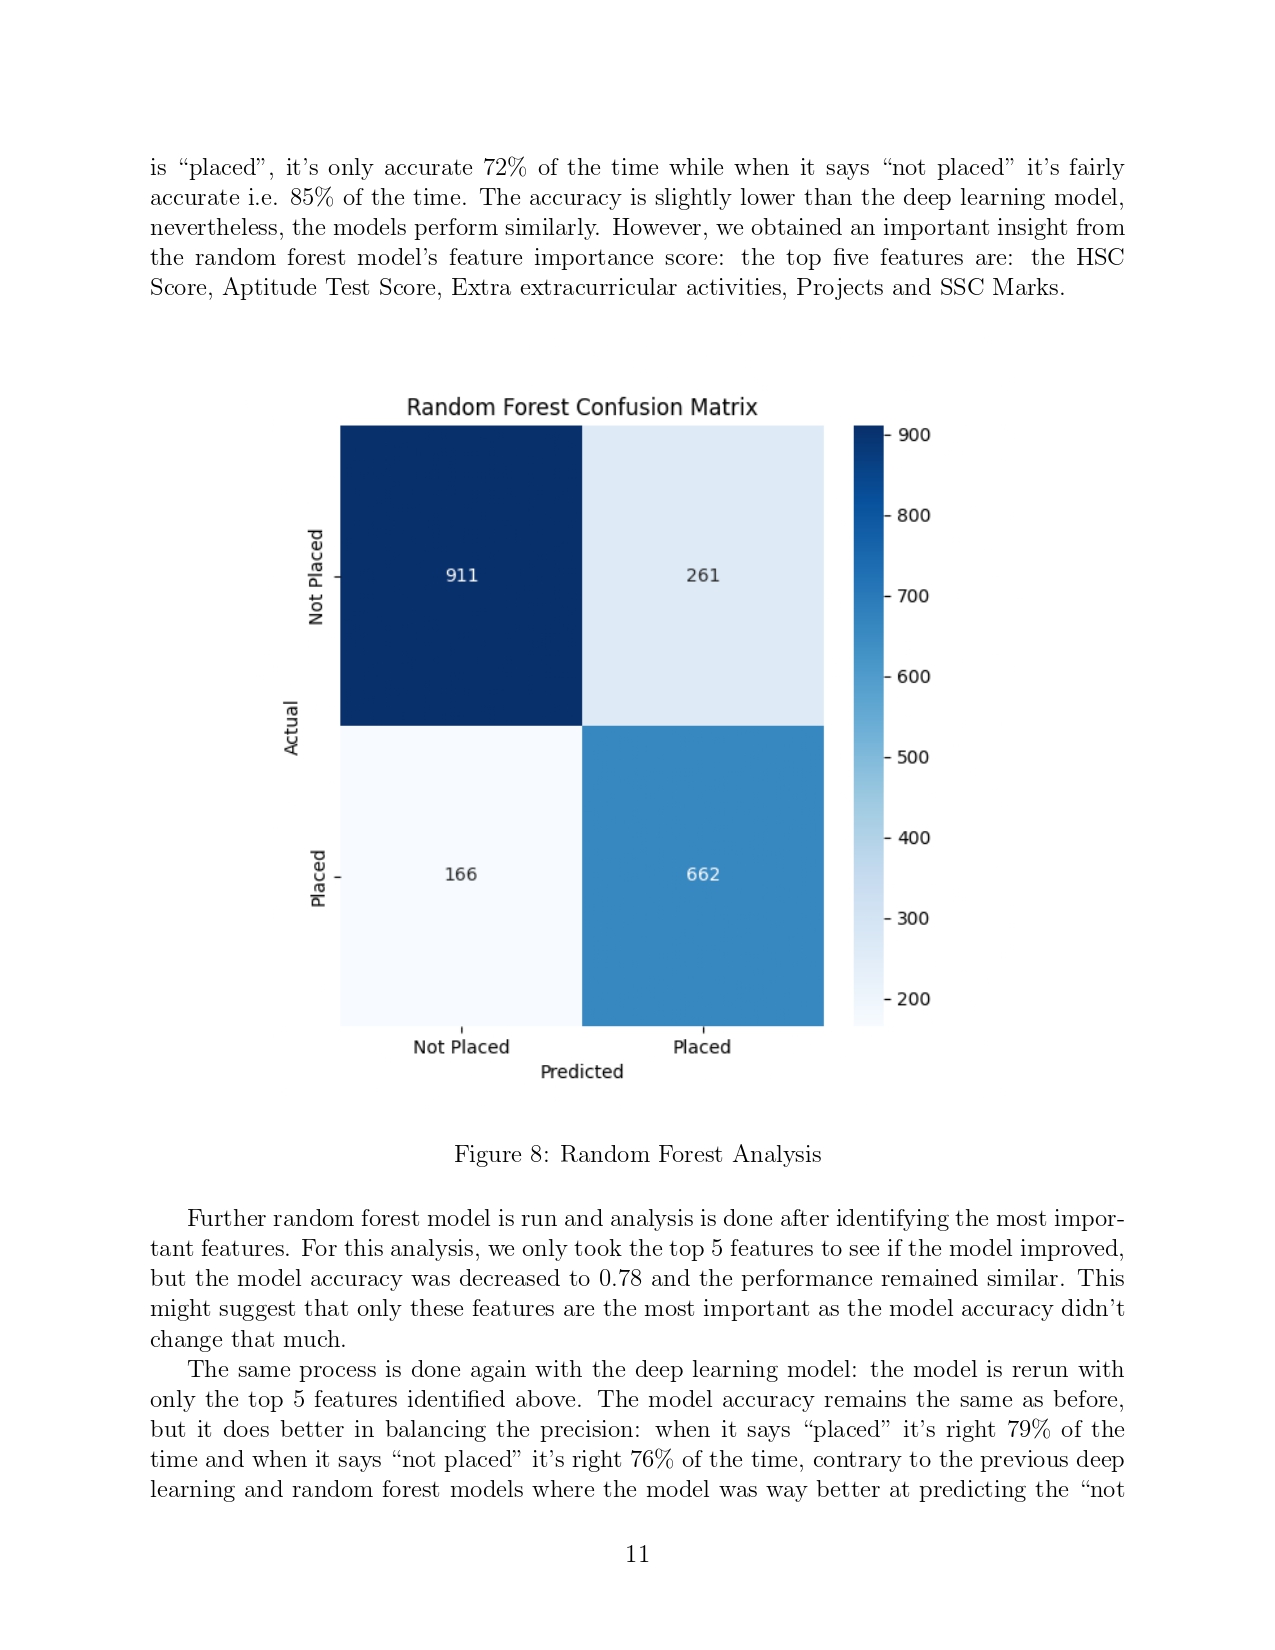 is “placed”, it’s only accurate 72% of the time while when it says “not placed” it’s fairly
accurate i.e. 85% of the time. The accuracy is slightly lower than the deep learning model,
nevertheless, the models perform similarly. However, we obtained an important insight from
the random forest model’s feature importance score: the top five features are: the HSC
Score, Aptitude Test Score, Extra extracurricular activities, Projects and SSC Marks.
Random Forest Confusion Matrix
Actual
Not Placed
Placed
911
261
166
662
Not Placed
Placed
Predicted
900
800
700
600
500
400
300
200
Figure 8: Random Forest Analysis
Further random forest model is run and analysis is done after identifying the most impor-
tant features. For this analysis, we only took the top 5 features to see if the model improved,
but the model accuracy was decreased to 0.78 and the performance remained similar. This
might suggest that only these features are the most important as the model accuracy didn’t
change that much.
The same process is done again with the deep learning model: the model is rerun with
only the top 5 features identified above. The model accuracy remains the same as before,
but it does better in balancing the precision: when it says “placed” it’s right 79% of the
time and when it says “not placed” it’s right 76% of the time, contrary to the previous deep
learning and random forest models where the model was way better at predicting the “not
11